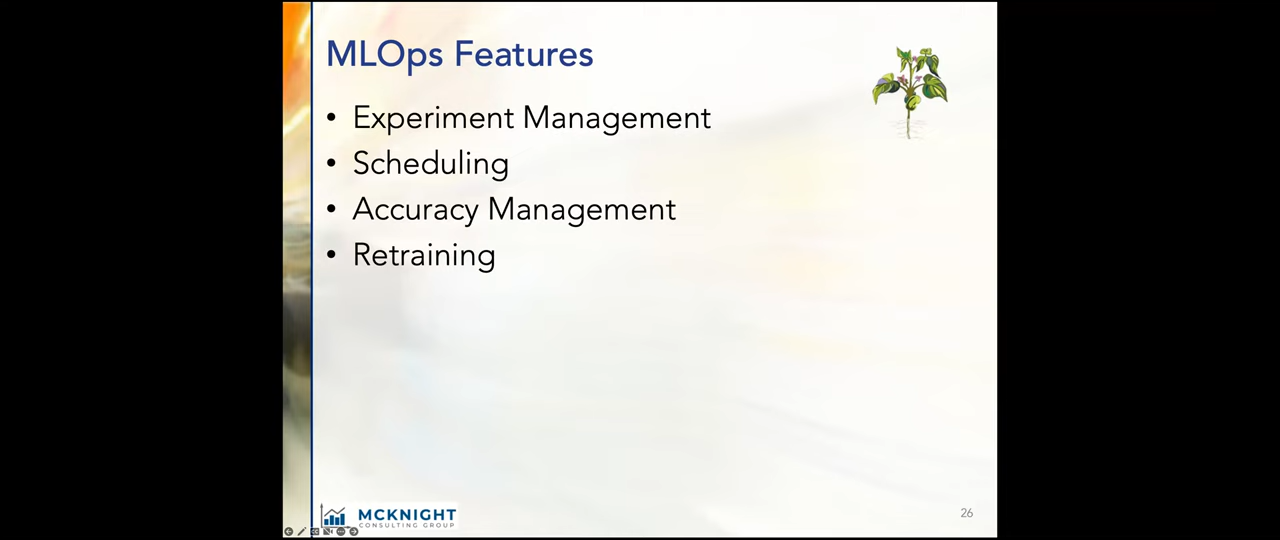 MLOps Features
• Experiment Management
• Scheduling
• Accuracy Management
• Retraining
MCKNIGHT
CONSULTING GROUP
26